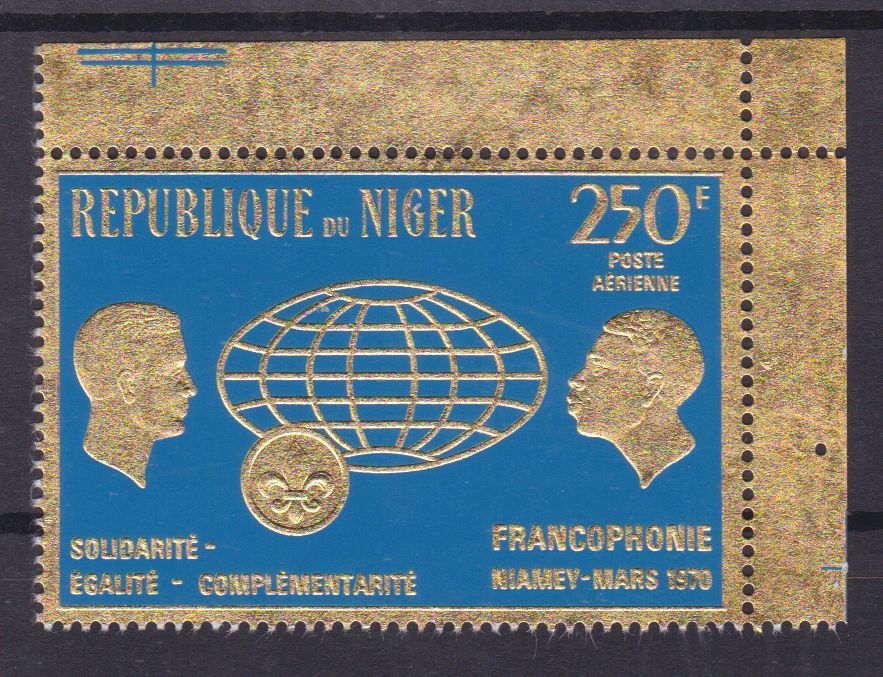 REPUBLIQUE DU NIGER
250F
POSTE
AÉRIENNE
SOLIDARITÉ -
ÉGALITÉ - COMPLÉMENTARITÉ
FRANCOPHONIE
NIAMEY-MARS 1970